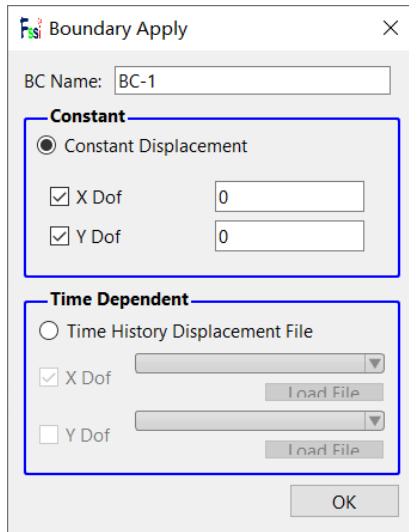 Fssi Boundary Apply
BC Name: BC-1
Constant
Constant Displacement
X Dof 0
Y Dof 0
Time Dependent
Time History Displacement File
X Dof
Load File
Y Dof
Load File
OK